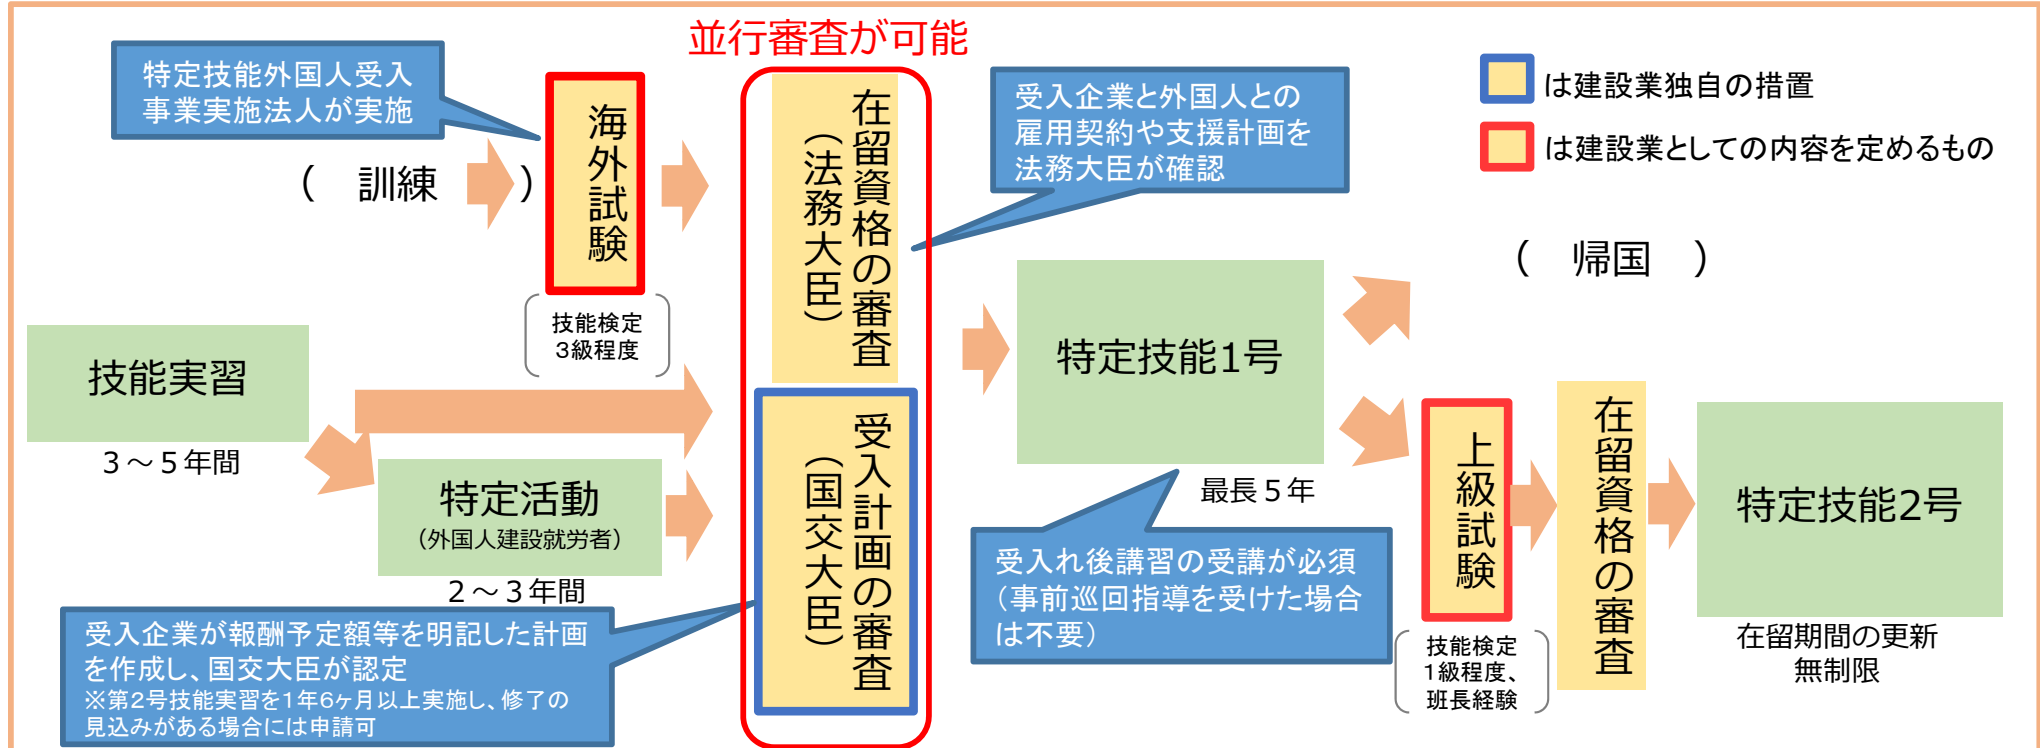 並行審査が可能
特定技能外国人受入
事業実施法人が実施
(　訓練　)
海外試験
技能検定
3級程度
在留資格の審査
(法務大臣)
受入企業と外国人との
雇用契約や支援計画を
法務大臣が確認
は建設業独自の措置
は建設業としての内容を定めるもの
技能実習
3～5年間
特定活動
(外国人建設就労者)
2～3年間
受入計画の審査
(国交大臣)
受入企業が報酬予定額等を明記した計画
を作成し、国交大臣が認定
※第2号技能実習を1年6ヶ月以上実施し、修了の
見込みがある場合には申請可
特定技能1号
最長5年
受入れ後講習の受講が必須
(事前巡回指導を受けた場合
は不要)
(　帰国　)
上級試験
技能検定
1級程度、
班長経験
在留資格の審査
特定技能2号
在留期間の更新
無制限